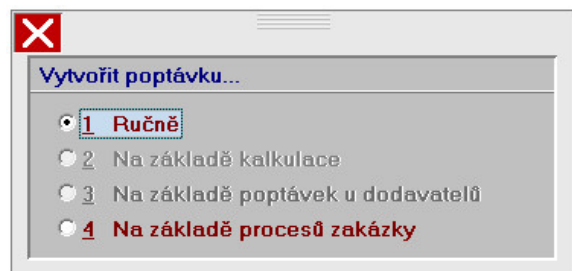 Vytvořit poptávku...
1 Ručně
2 Na základě kalkulace
3 Na základě poptávek u dodavatelů
4 Na základě procesů zakázky